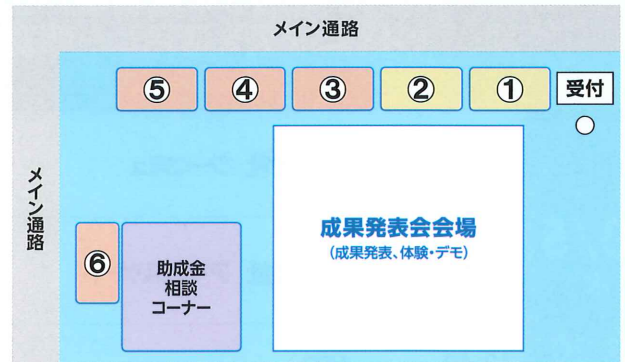 メイン通路
⑤ ④ ③ ② ① 受付
メイン通路
成果発表会会場
(成果発表、体験・デモ)
⑥
助成金
相談
コーナー